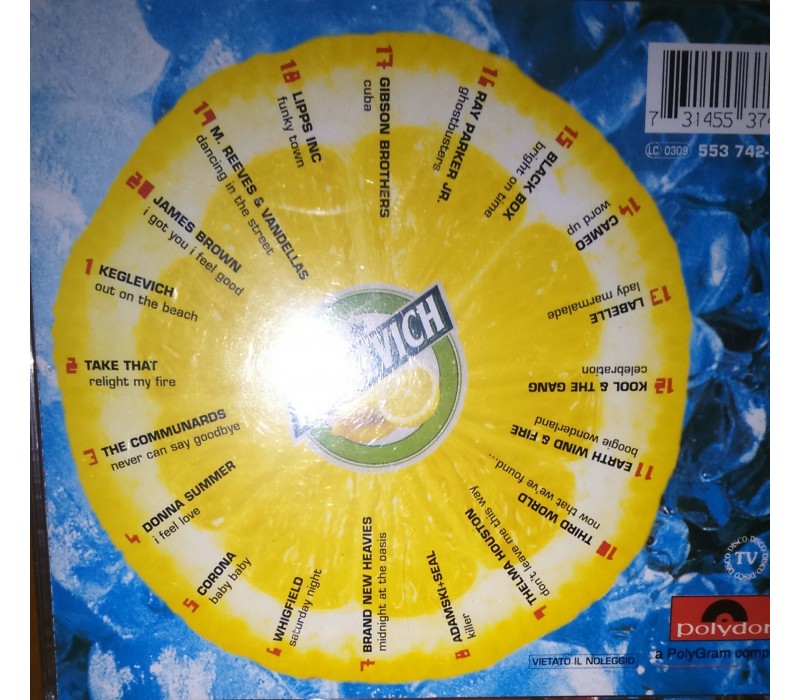 1 KEGLEVICH
out on the beach
2 TAKE THAT
relight my fire
3 THE COMMUNARDS
never can say goodbye
4 DONNA SUMMER
i feel love
5 CORONA
baby baby
6 WHIGFIELD
saturday night
7 BRAND NEW HEAVIES
midnight at the oasis
8 ADAMSKI+SEAL
killer
9 THELMA HOUSTON
don't leave me this way
10 THIRD WORLD
now that we've found...
11 EARTH WIND & FIRE
boogie wonderland
12 KOOL & THE GANG
celebration
13 LABELLE
lady marmalade
14 CAMEO
word up
15 BLACK BOX
bright on time
16 RAY PARKER JR.
ghostbusters
17 GIBSON BROTHERS
cuba
18 LIPPS INC
funky town
19 M. REEVES & VANDELLAS
dancing in the street
20 JAMES BROWN
i got you i feel good
7 31455 374
LC 0309 553 742-
DISCO DISCO DISCO DISCO
TV
polydor
a PolyGram comp
VIETATO IL NOLEGGIO